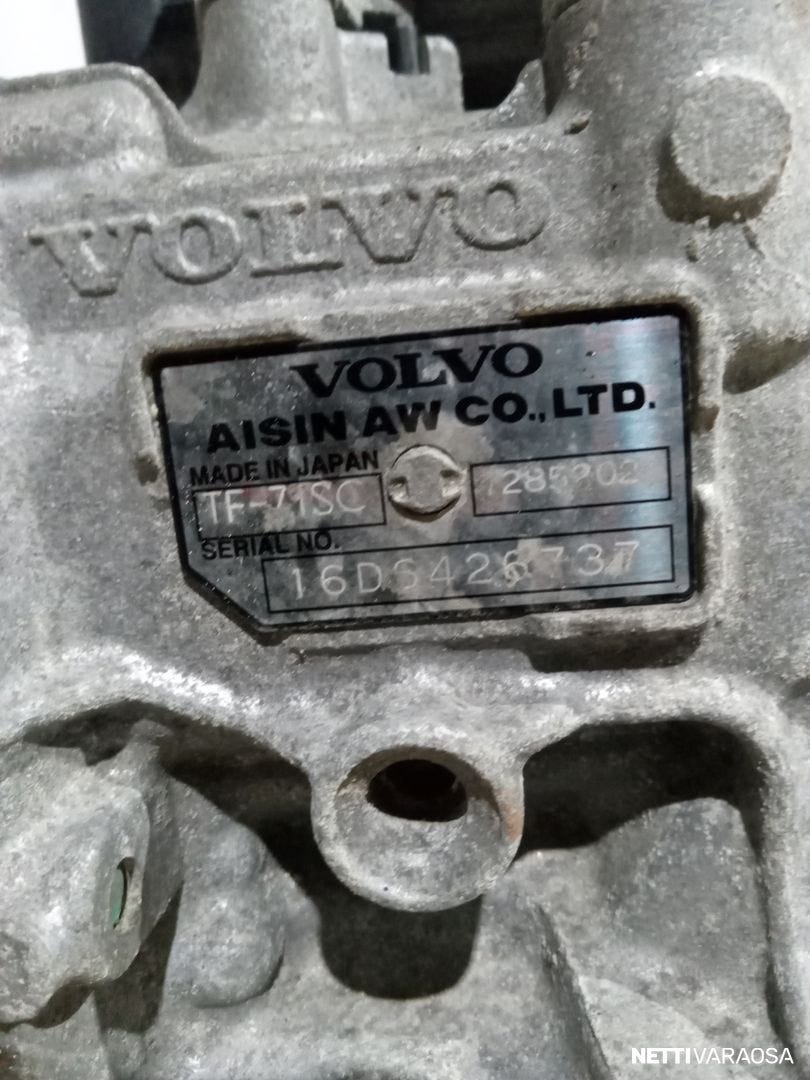 VOLVO
VOLVO
AISIN AW CO.,LTD.
MADE IN JAPAN
TF-71SC
SERIAL NO.
NETTIVARAOSA